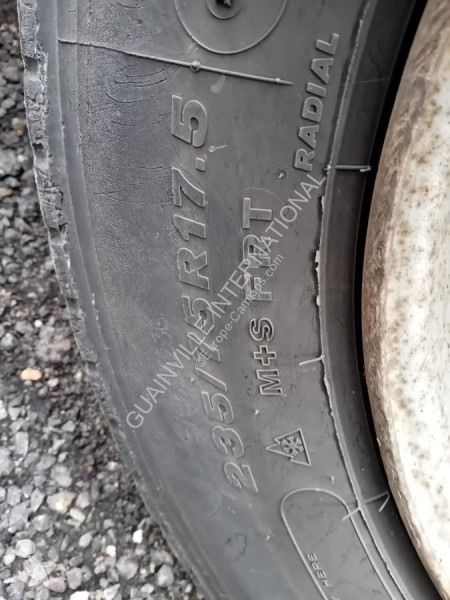 235/75R17.5
M+S FRT
RADIAL
GUAINVILLE INTERNATIONAL
©Europe-Camions.com